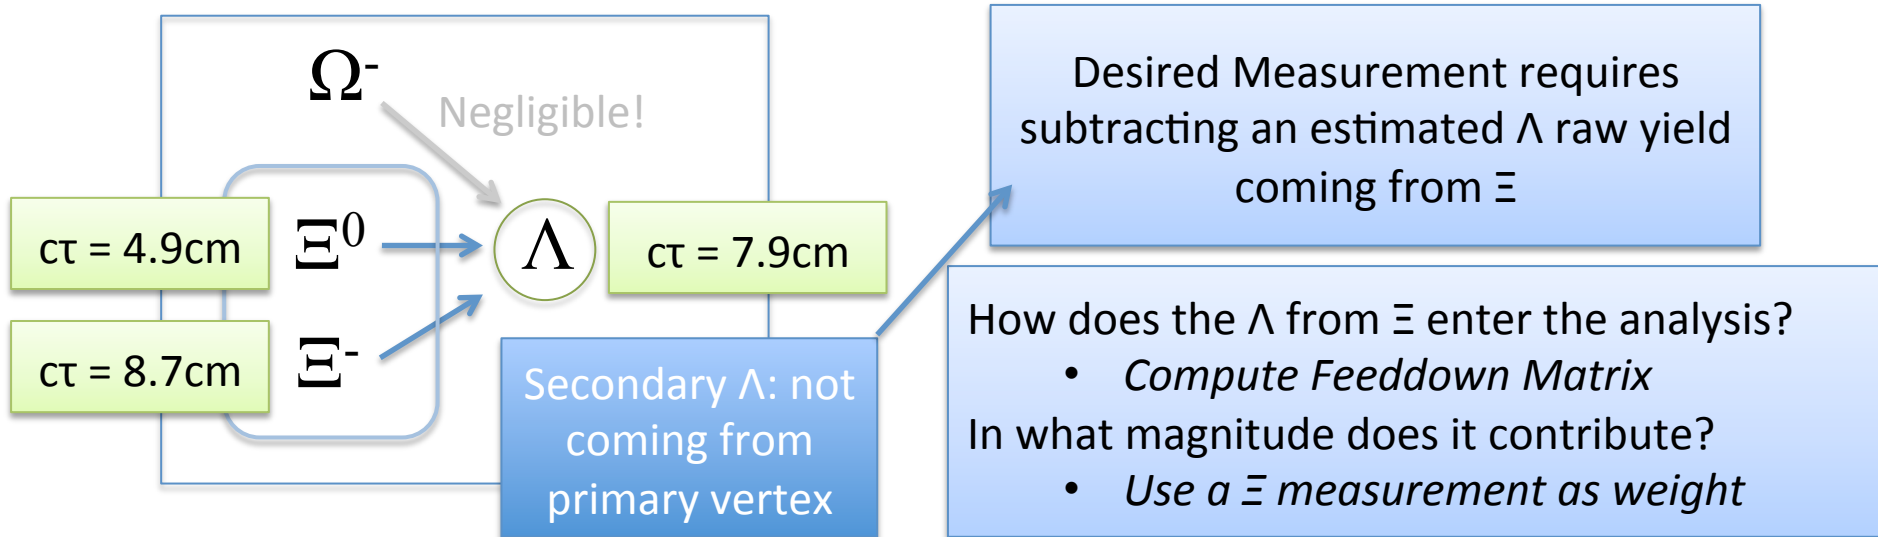 Ω-
Negligible!
cτ = 4.9cm
Ξ0
Λ
cτ = 7.9cm
cτ = 8.7cm
Ξ-
Secondary Λ: not
coming from
primary vertex
Desired Measurement requires
subtracting an estimated Λ raw yield
coming from Ξ
How does the Λ from Ξ enter the analysis?
• Compute Feeddown Matrix
In what magnitude does it contribute?
• Use a Ξ measurement as weight